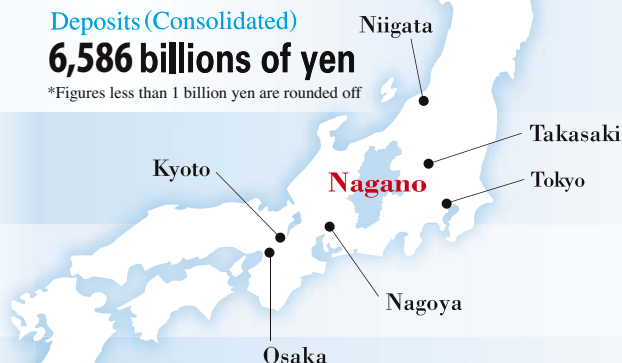 Deposits (Consolidated)
6,586 billions of yen
*Figures less than 1 billion yen are rounded off
Niigata
Takasaki
Kyoto
Nagano
Tokyo
Nagoya
Osaka